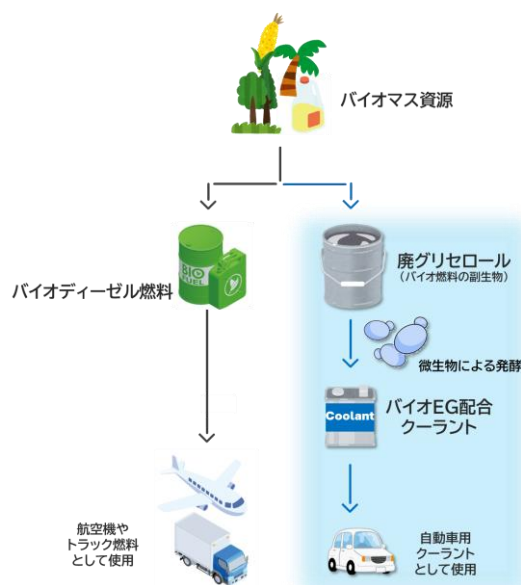 バイオマス資源
バイオディーゼル燃料
BIO
FUEL
廃グリセロール
(バイオ燃料の副生物)
微生物による発酵
Coolant
バイオEG配合
クーラント
航空機や
トラック燃料
として使用
自動車用
クーラント
として使用